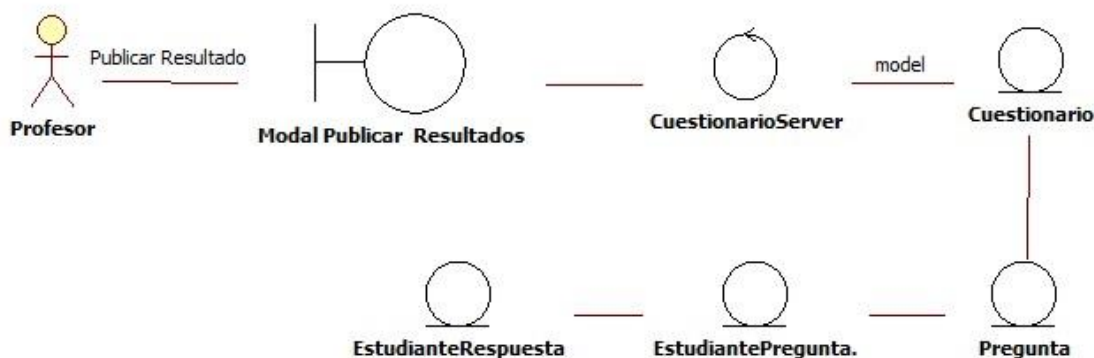 Publicar Resultado
model
Profesor
Modal Publicar Resultados
CuestionarioServer
Cuestionario
EstudianteRespuesta
EstudiantePregunta.
Pregunta